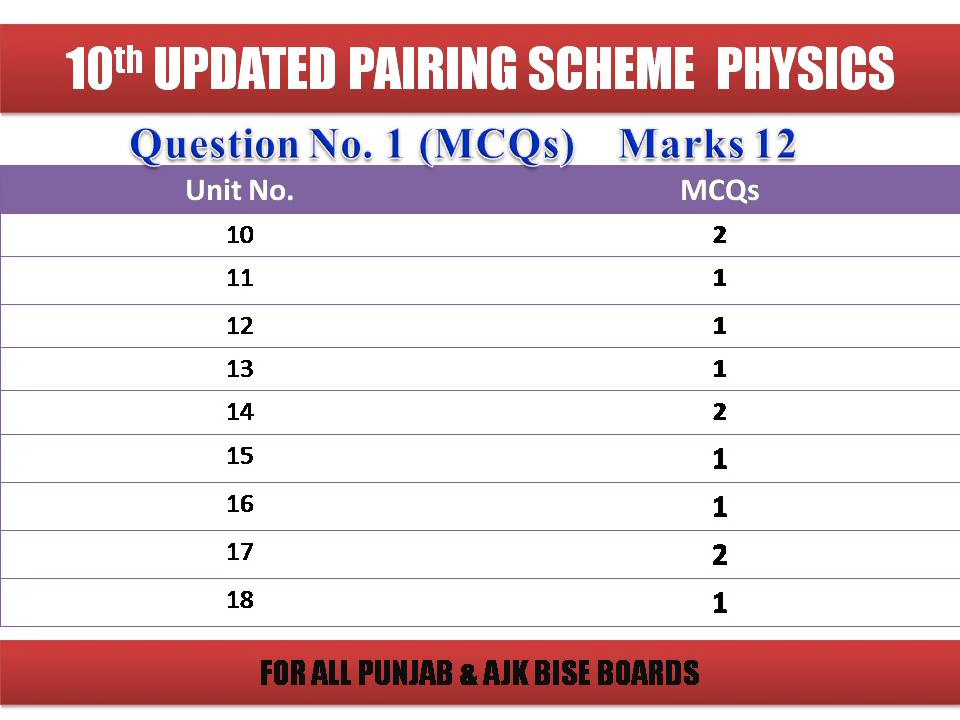 10th UPDATED PAIRING SCHEME PHYSICS
Question No. 1 (MCQs) Marks 12
Unit No. MCQs
10 2
11 1
12 1
13 1
14 2
15 1
16 1
17 2
18 1
FOR ALL PUNJAB & AJK BISE BOARDS